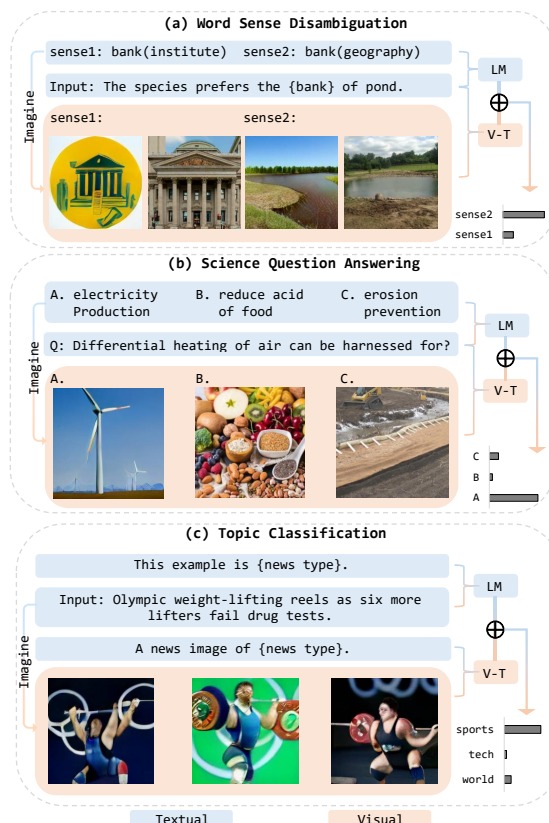 (a) Word Sense Disambiguation
sense1: bank(institute) sense2: bank(geography)
LM
Input: The species prefers the {bank} of pond.
Imagine
sense1: sense2:
V-T
sense2
sense1
(b) Science Question Answering
A. electricity Production
B. reduce acid of food
C. erosion prevention
LM
Q: Differential heating of air can be harnessed for?
Imagine
A. B. C.
V-T
C
B
A
(c) Topic Classification
This example is {news type}.
LM
Input: Olympic weight-lifting reels as six more
lifters fail drug tests.
Imagine
A news image of {news type}.
V-T
sports
tech
world
Textual Visual